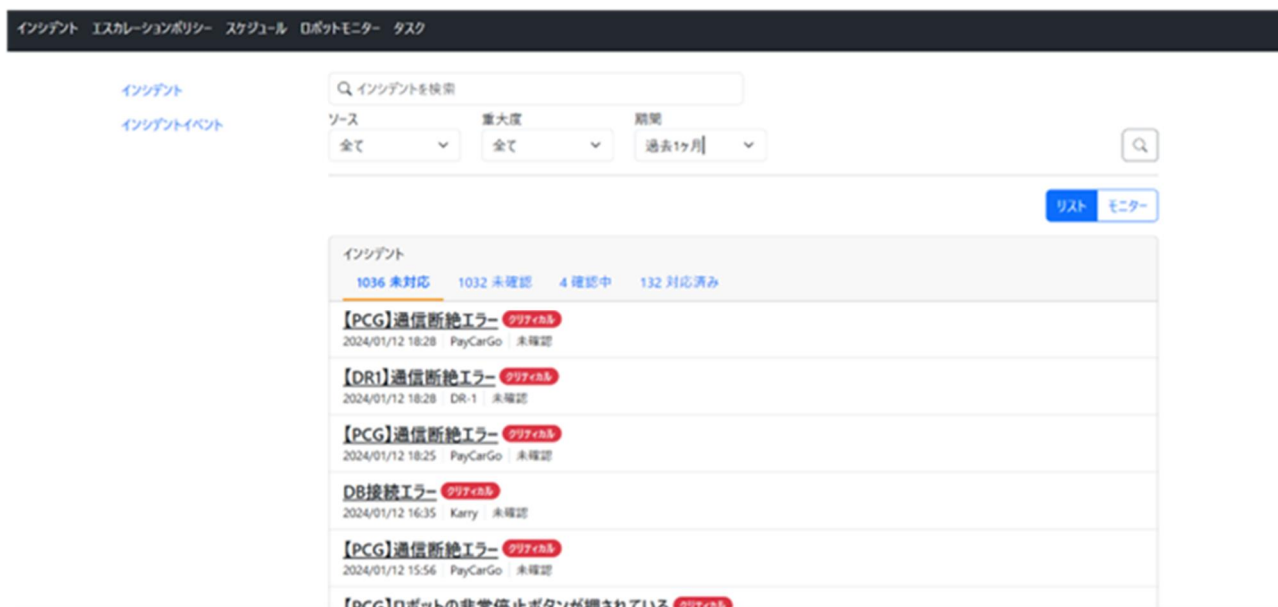 インシデント エスカレーションポリシー スケジュール ロボットモニター タスク
インシデント
インシデントイベント
インシデントを検索
ソース 重大度 期間
全て 全て 過去1ヶ月
リスト モニター
インシデント
1036 未対応 1032 未確認 4 確認中 132 対応済み
【PCG】通信断絶エラー クリティカル
2024/01/12 18:28 PayCarGo 未確認
【DR1】通信断絶エラー クリティカル
2024/01/12 18:28 DR-1 未確認
【PCG】通信断絶エラー クリティカル
2024/01/12 18:25 PayCarGo 未確認
DB接続エラー クリティカル
2024/01/12 16:35 Karry 未確認
【PCG】通信断絶エラー クリティカル
2024/01/12 15:56 PayCarGo 未確認
【PCG】ロボットの非常停止ボタンが押されている クリティカル